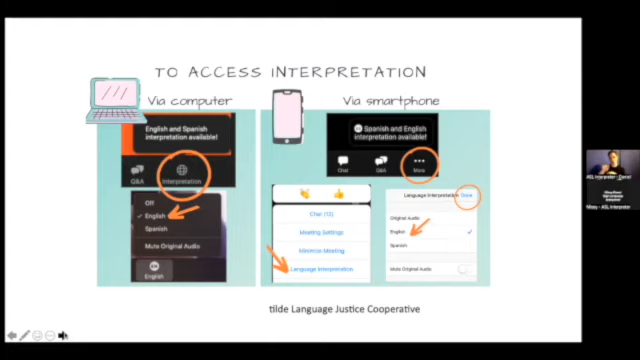 TO ACCESS INTERPRETATION
Via computer
English and Spanish
interpretation available!
Q&A
Interpretation
Off
✓ English
Spanish
Mute Original Audio
English
Via smartphone
Spanish and English
interpretation available!
Chat
Q&A
More
Chat (12)
Meeting Settings
Minimize Meeting
Language Interpretation
Language Interpretation
Done
Original Audio
English
Spanish
Mute Original Audio
tilde Language Justice Cooperative
ASL Interpreter - Daniel
Missy - ASL Interpreter